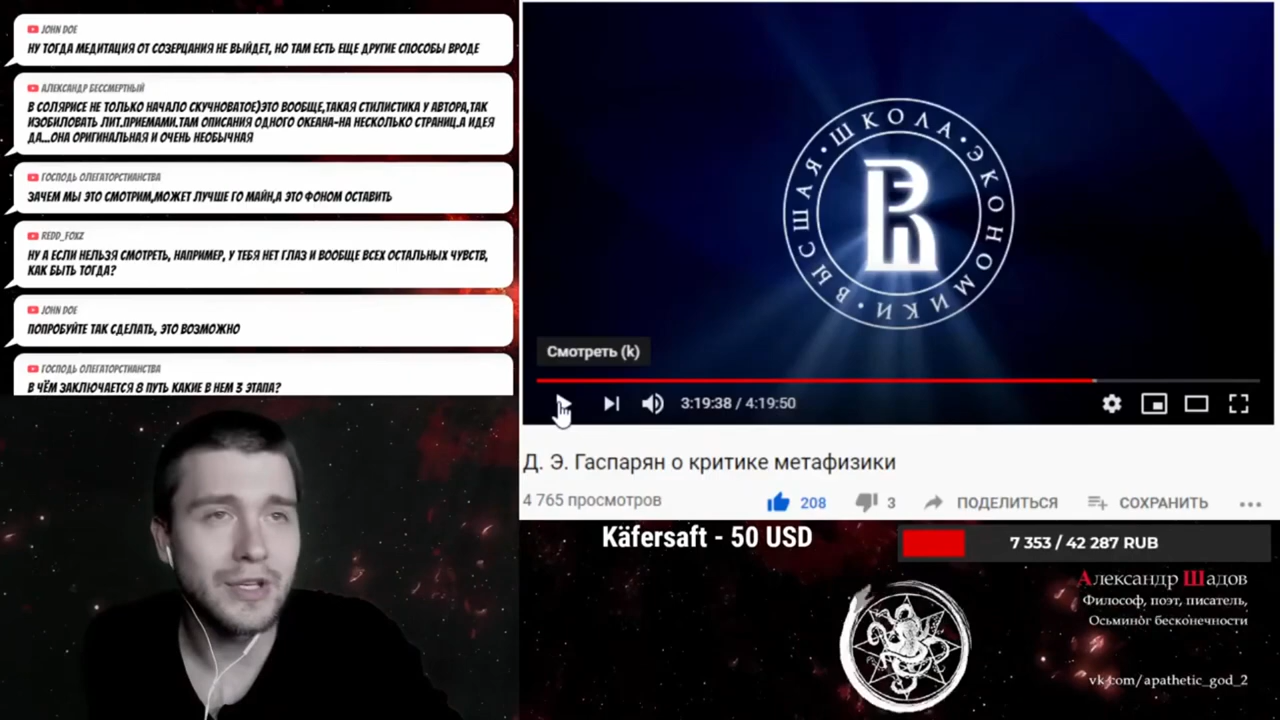 JOHN DOE
НУ ТОГДА МЕДИТАЦИЯ ОТ СОЗЕРЦАНИЯ НЕ ВЫЙДЕТ, НО ТАМ ЕСТЬ ЕЩЕ ДРУГИЕ СПОСОБЫ ВРОДЕ
АЛЕКСАНДР БЕССМЕРТНЫЙ
В СОЛЯРИСЕ НЕ ТОЛЬКО НАЧАЛО СКУЧНОВАТОЕ)ЭТО ВООБЩЕ,ТАКАЯ СТИЛИСТИКА У АВТОРА,ТАК
ИЗОБИЛОВАТЬ ЛИТ.ПРИЕМАМИ.ТАМ ОПИСАНИЯ ОДНОГО ОКЕАНА-НА НЕСКОЛЬКО СТРАНИЦ.А ИДЕЯ
ДА...ОНА ОРИГИНАЛЬНАЯ И ОЧЕНЬ НЕОБЫЧНАЯ
ГОСПОДЬ ОЛЕГАТОРСТИАНСТВА
ЗАЧЕМ МЫ ЭТО СМОТРИМ,МОЖЕТ ЛУЧШЕ ГО МАЙН,А ЭТО ФОНОМ ОСТАВИТЬ
REDD_FOXZ
НУ А ЕСЛИ НЕЛЬЗЯ СМОТРЕТЬ, НАПРИМЕР, У ТЕБЯ НЕТ ГЛАЗ И ВООБЩЕ ВСЕХ ОСТАЛЬНЫХ ЧУВСТВ,
КАК БЫТЬ ТОГДА?
JOHN DOE
ПОПРОБУЙТЕ ТАК СДЕЛАТЬ, ЭТО ВОЗМОЖНО
ГОСПОДЬ ОЛЕГАТОРСТИАНСТВА
В ЧЁМ ЗАКЛЮЧАЕТСЯ 8 ПУТЬ КАКИЕ В НЕМ 3 ЭТАПА?
ВЫСШАЯ • ШКОЛА • ЭКОНОМИКИ •
Смотреть (k)
3:19:38 / 4:19:50
Д. Э. Гаспарян о критике метафизики
4 765 просмотров
208
3
ПОДЕЛИТЬСЯ
СОХРАНИТЬ
Käfersaft - 50 USD
7 353 / 42 287 RUB
Александр Шадов
Философ, поэт, писатель,
Осьминог бесконечности
vk.com/apathetic_god_2